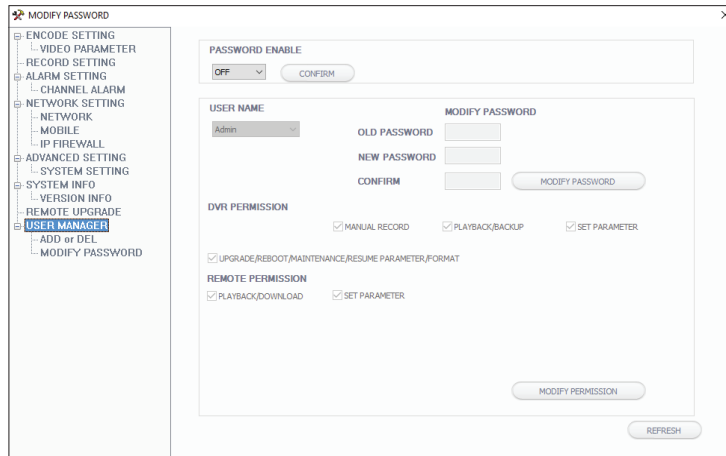 MODIFY PASSWORD
ENCODE SETTING
VIDEO PARAMETER
RECORD SETTING
ALARM SETTING
CHANNEL ALARM
NETWORK SETTING
NETWORK
MOBILE
IP FIREWALL
ADVANCED SETTING
SYSTEM SETTING
SYSTEM INFO
VERSION INFO
REMOTE UPGRADE
USER MANAGER
ADD or DEL
MODIFY PASSWORD
PASSWORD ENABLE
OFF CONFIRM
USER NAME
MODIFY PASSWORD
Admin
OLD PASSWORD
NEW PASSWORD
CONFIRM MODIFY PASSWORD
DVR PERMISSION
MANUAL RECORD PLAYBACK/BACKUP SET PARAMETER
UPGRADE/REBOOT/MAINTENANCE/RESUME PARAMETER/FORMAT
REMOTE PERMISSION
PLAYBACK/DOWNLOAD SET PARAMETER
MODIFY PERMISSION
REFRESH